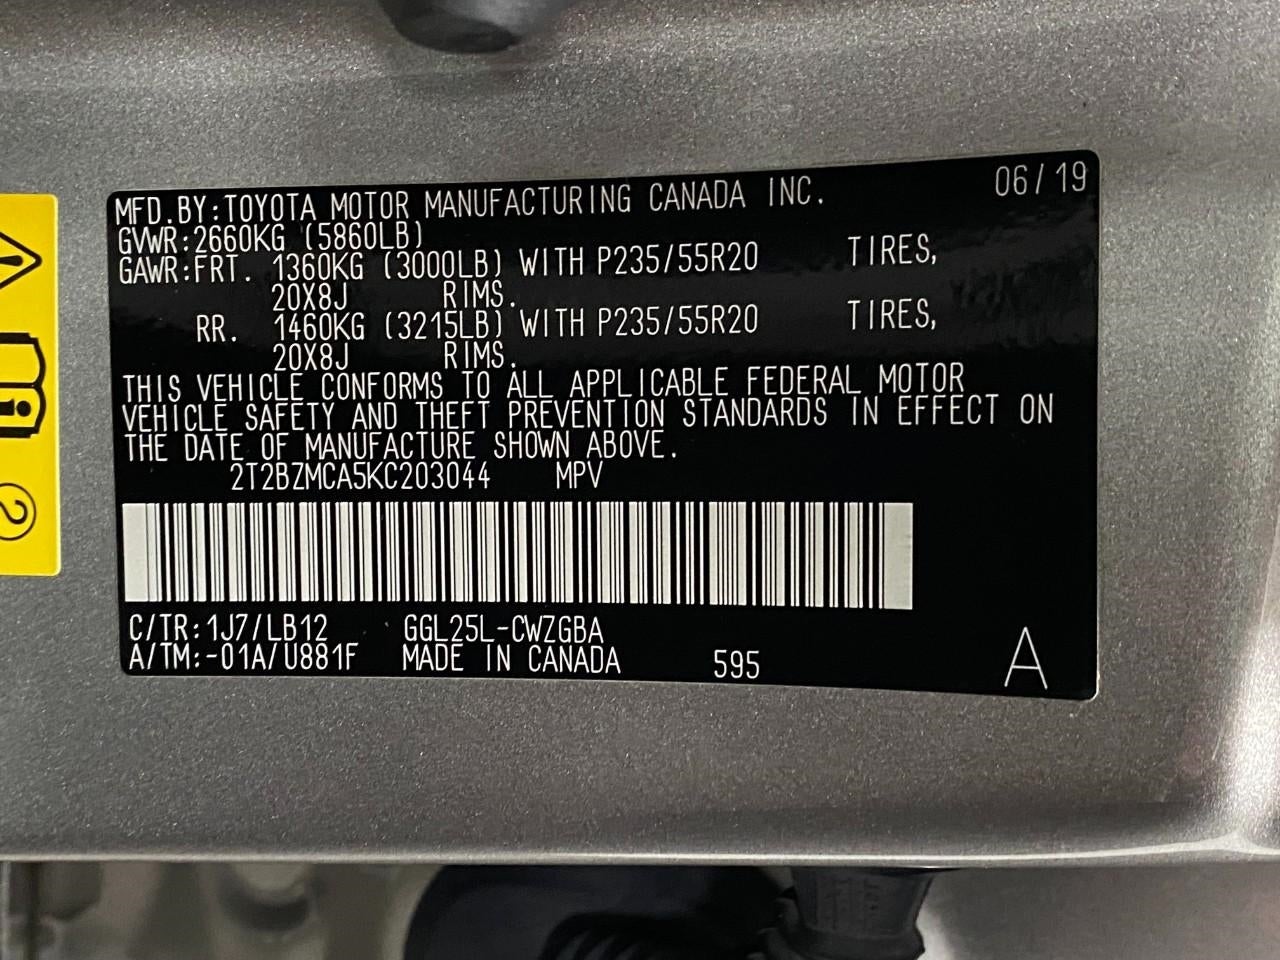 MFD.BY:TOYOTA MOTOR MANUFACTURING CANADA INC. 06/19
GVWR:2660KG (5860LB)
GAWR:FRT. 1360KG (3000LB) WITH P235/55R20 TIRES,
20X8J RIMS.
RR. 1460KG (3215LB) WITH P235/55R20 TIRES,
20X8J RIMS.
THIS VEHICLE CONFORMS TO ALL APPLICABLE FEDERAL MOTOR
VEHICLE SAFETY AND THEFT PREVENTION STANDARDS IN EFFECT ON
THE DATE OF MANUFACTURE SHOWN ABOVE.
2T2BZMCA5KC203044 MPV
C/TR:1J7/LB12 GGL25L-CWZGBA
A/TM:-01A/U881F MADE IN CANADA 595 A
2